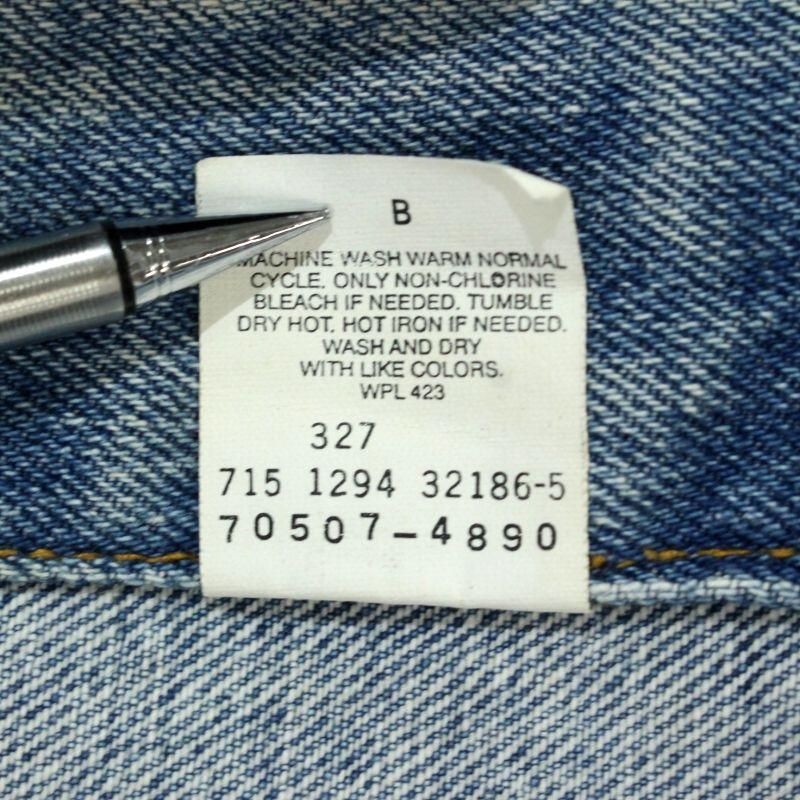 B
MACHINE WASH WARM NORMAL
CYCLE. ONLY NON-CHLORINE
BLEACH IF NEEDED. TUMBLE
DRY HOT. HOT IRON IF NEEDED.
WASH AND DRY
WITH LIKE COLORS.
WPL 423
327
715 1294 32186-5
70507-4890